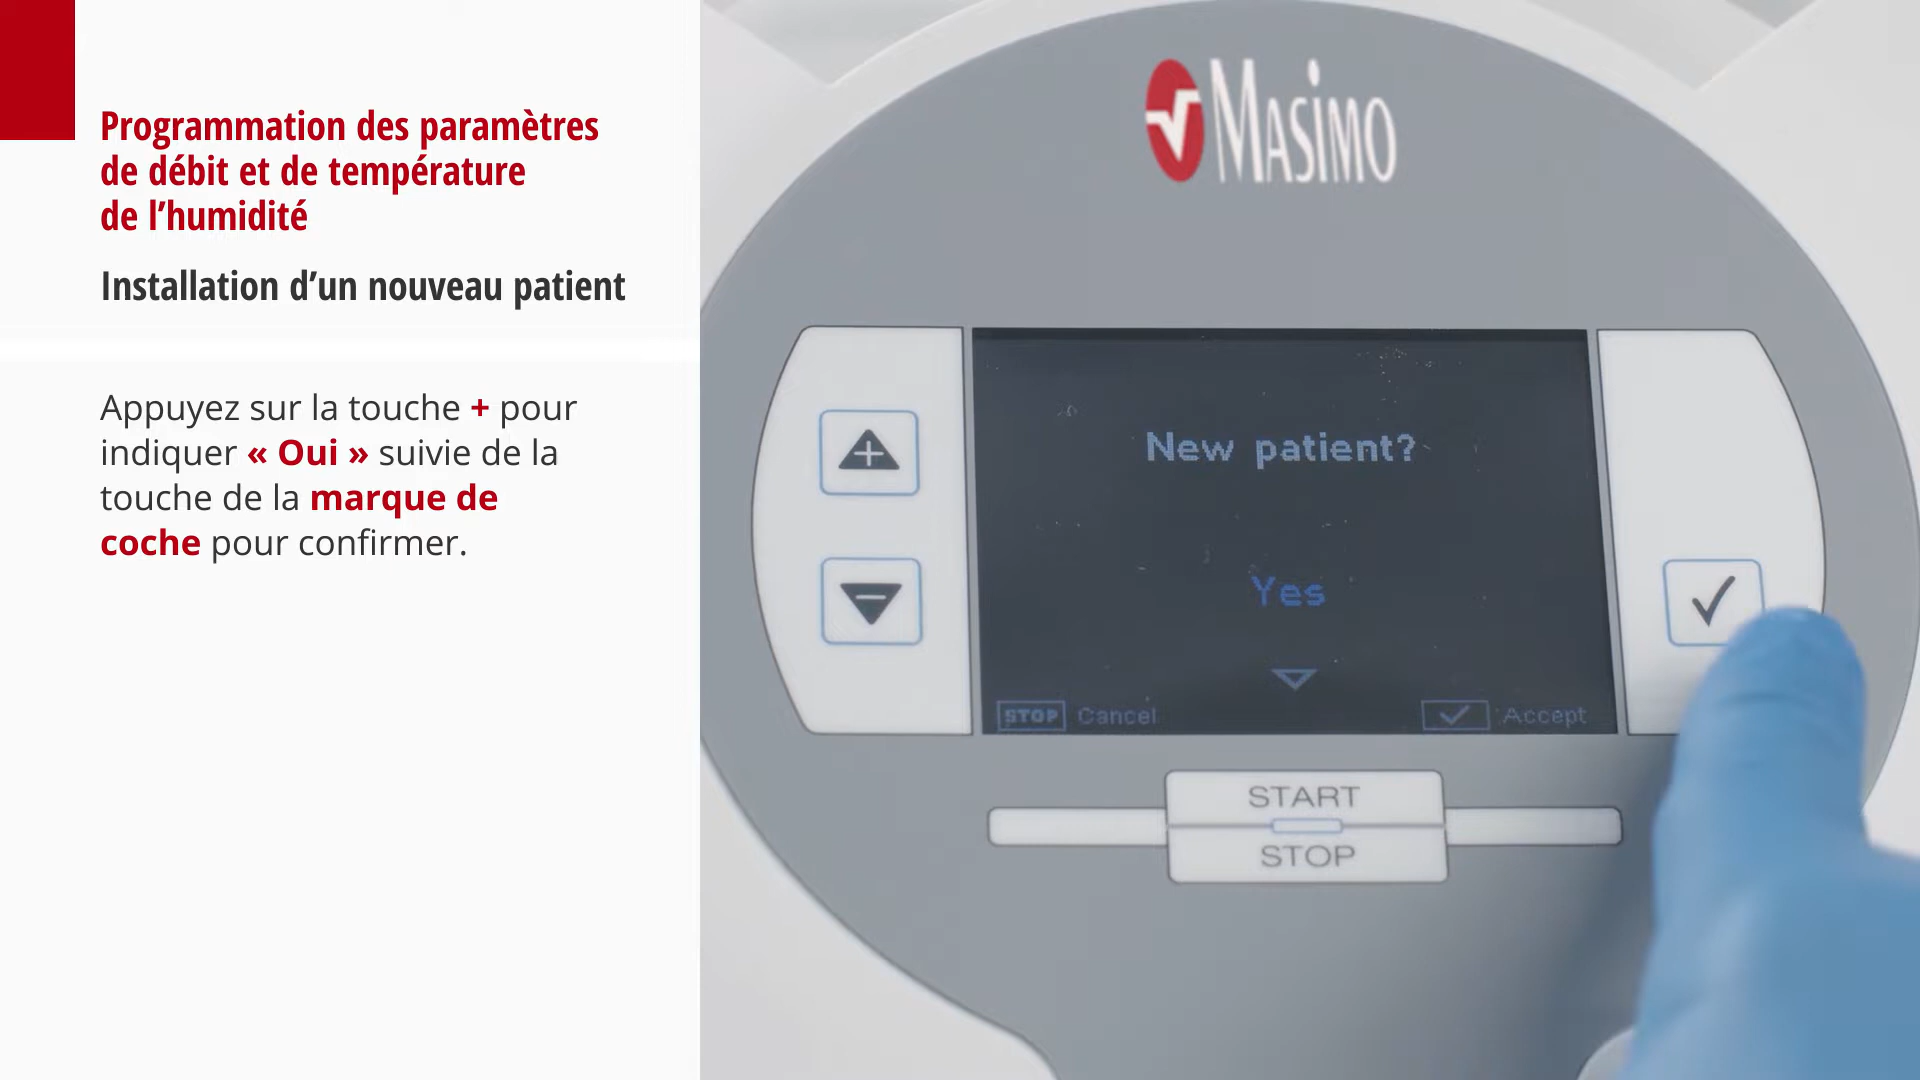 Programmation des paramètres
de débit et de température
de l’humidité
Installation d’un nouveau patient
Appuyez sur la touche + pour
indiquer « Oui » suivie de la
touche de la marque de
coche pour confirmer.
Masimo
New patient?
Yes
STOP Cancel
Accept
START
STOP